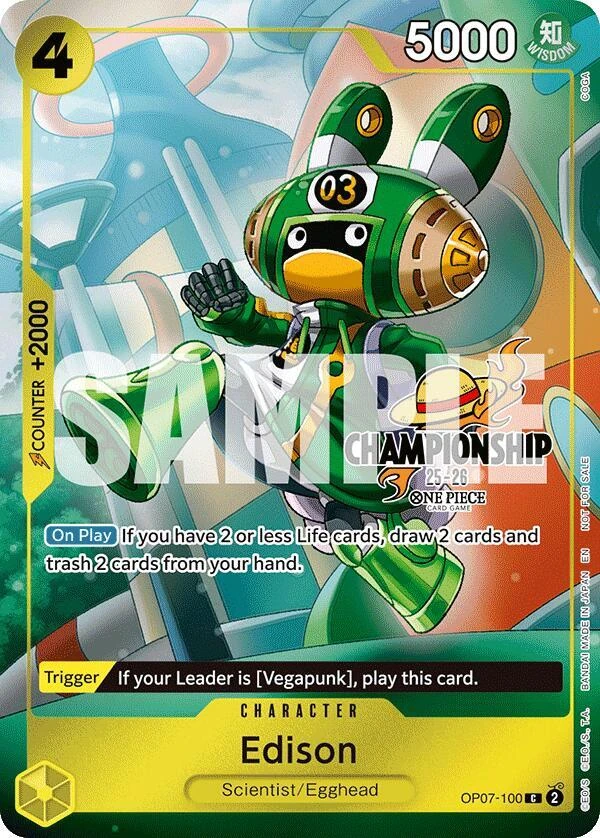 4
5000
知
WISDOM
COGA
03
COUNTER +2000
SAMPLE
CHAMPIONSHIP
25-26
ONE PIECE
CARD GAME
On Play If you have 2 or less Life cards, draw 2 cards and
trash 2 cards from your hand.
Trigger If your Leader is [Vegapunk], play this card.
CHARACTER
Edison
Scientist/Egghead
OP07-100 C 2
©E.O/S ©E.O./S., T.A. BANDAI MADE IN JAPAN EN NOT FOR SALE